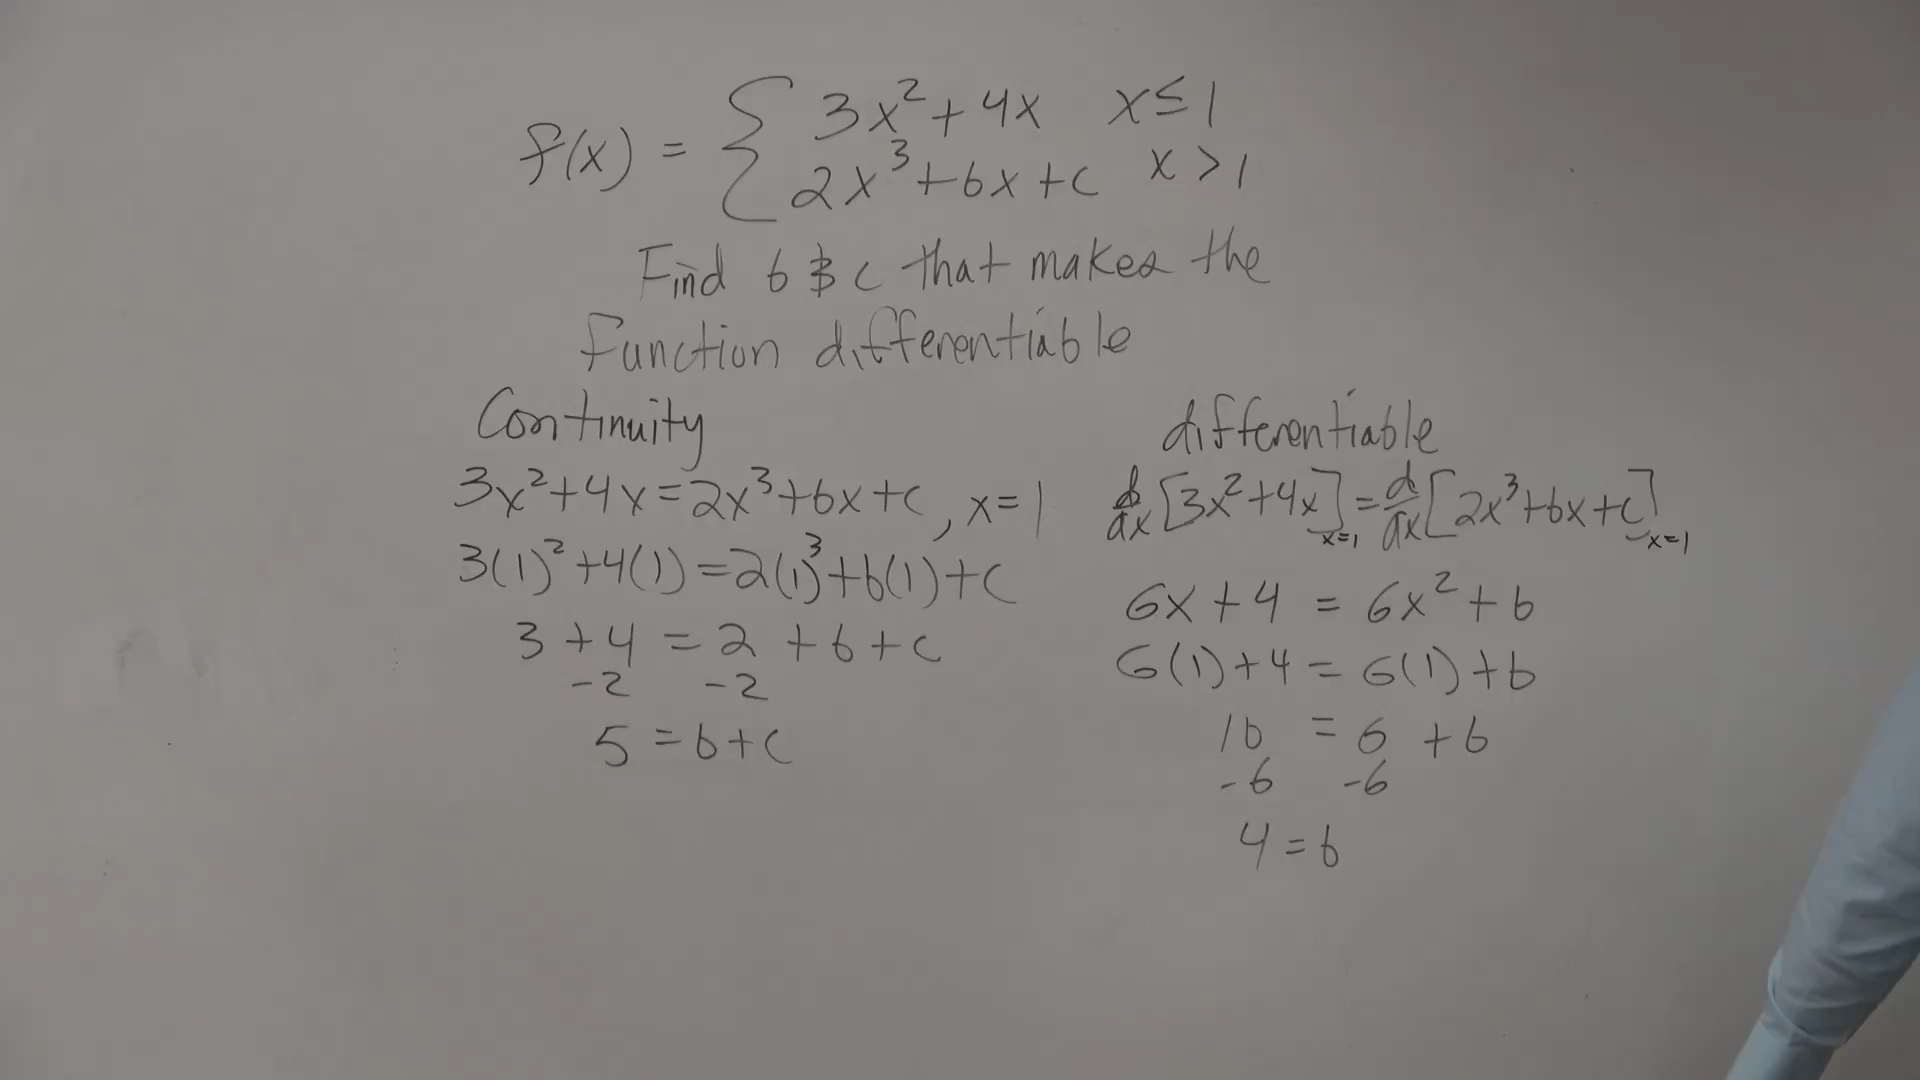 f(x) = { 3x² + 4x x ≤ 1
2x³ + bx + c x > 1
Find b & c that makes the
function differentiable
Continuity
3x² + 4x = 2x³ + bx + c, x = 1
3(1)² + 4(1) = 2(1)³ + b(1) + c
3 + 4 = 2 + b + c
-2 -2
5 = b + c
differentiable
d/dx [3x² + 4x]x=1 = d/dx [2x³ + bx + c]x=1
6x + 4 = 6x² + b
6(1) + 4 = 6(1) + b
10 = 6 + b
-6 -6
4 = b